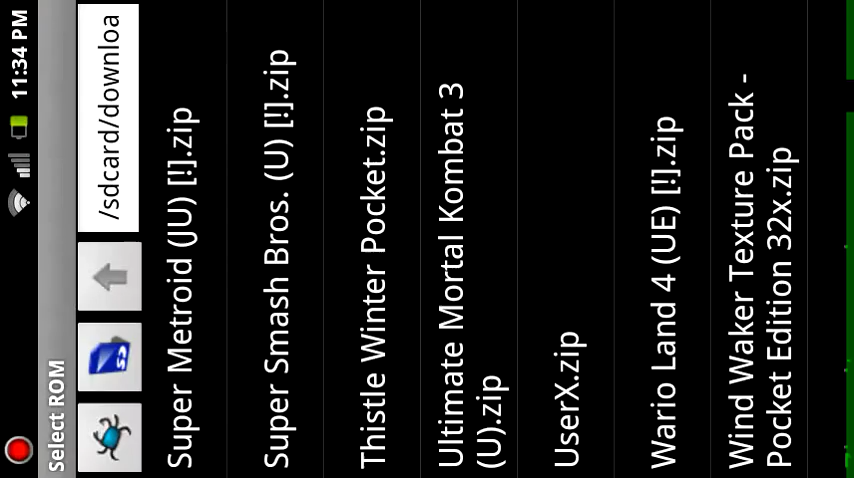 11:34 PM
Select ROM
/sdcard/downloa
Super Metroid (JU) [!].zip
Super Smash Bros. (U) [!].zip
Thistle Winter Pocket.zip
Ultimate Mortal Kombat 3
(U).zip
UserX.zip
Wario Land 4 (UE) [!].zip
Wind Waker Texture Pack -
Pocket Edition 32x.zip